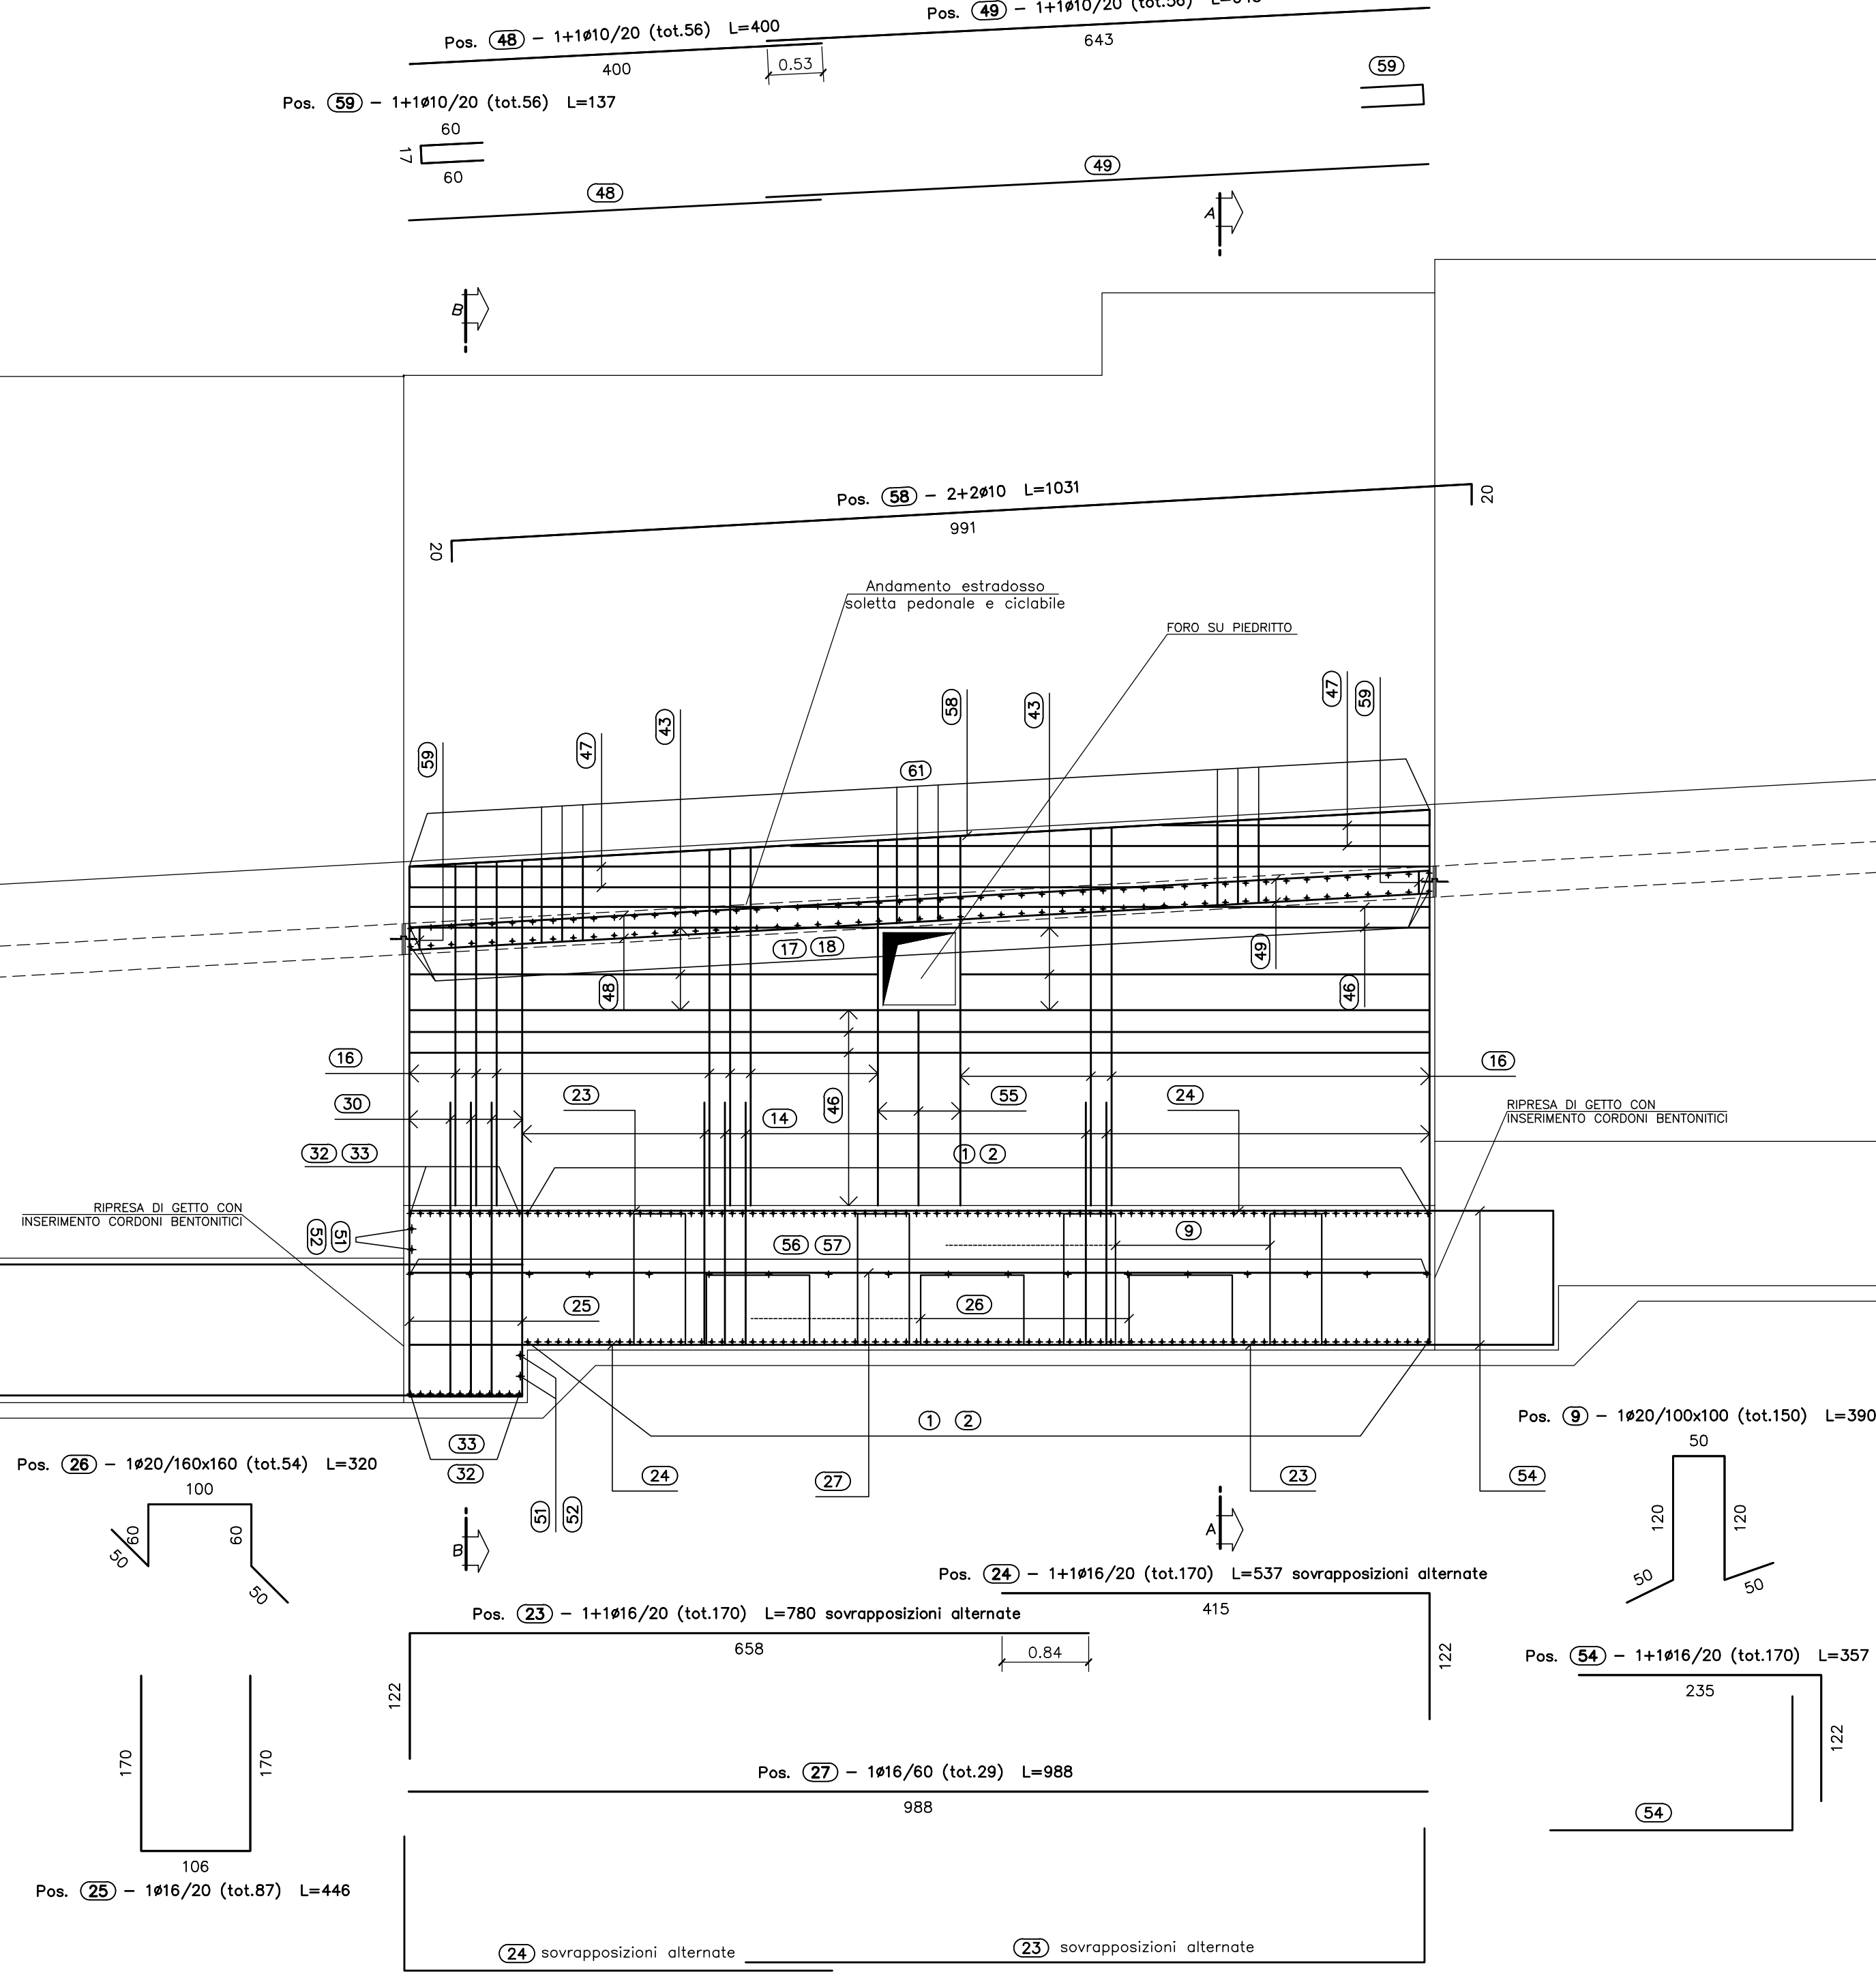 Pos. 49 – 1+1ø10/20 (tot.56)
643
Pos. 48 – 1+1ø10/20 (tot.56) L=400
400
0.53
59
Pos. 59 – 1+1ø10/20 (tot.56) L=137
60
17
60
48
49
A
B
Pos. 58 – 2+2ø10 L=1031
991
20
20
Andamento estradosso
soletta pedonale e ciclabile
FORO SU PIEDRITTO
59
47
43
58
43
47
59
61
17 18
48
49
46
16
16
30
23
14
46
55
24
32 33
1 2
RIPRESA DI GETTO CON
INSERIMENTO CORDONI BENTONITICI
RIPRESA DI GETTO CON
INSERIMENTO CORDONI BENTONITICI
52 51
56 57
9
25
26
33
32
1 2
24
27
23
54
51 52
B
A
Pos. 26 – 1ø20/160x160 (tot.54) L=320
100
60
60
50
50
Pos. 9 – 1ø20/100x100 (tot.150) L=390
50
120
120
50
50
Pos. 24 – 1+1ø16/20 (tot.170) L=537 sovrapposizioni alternate
415
122
Pos. 23 – 1+1ø16/20 (tot.170) L=780 sovrapposizioni alternate
658
0.84
122
Pos. 54 – 1+1ø16/20 (tot.170) L=357
235
122
54
Pos. 27 – 1ø16/60 (tot.29) L=988
988
170
170
106
Pos. 25 – 1ø16/20 (tot.87) L=446
24 sovrapposizioni alternate
23 sovrapposizioni alternate